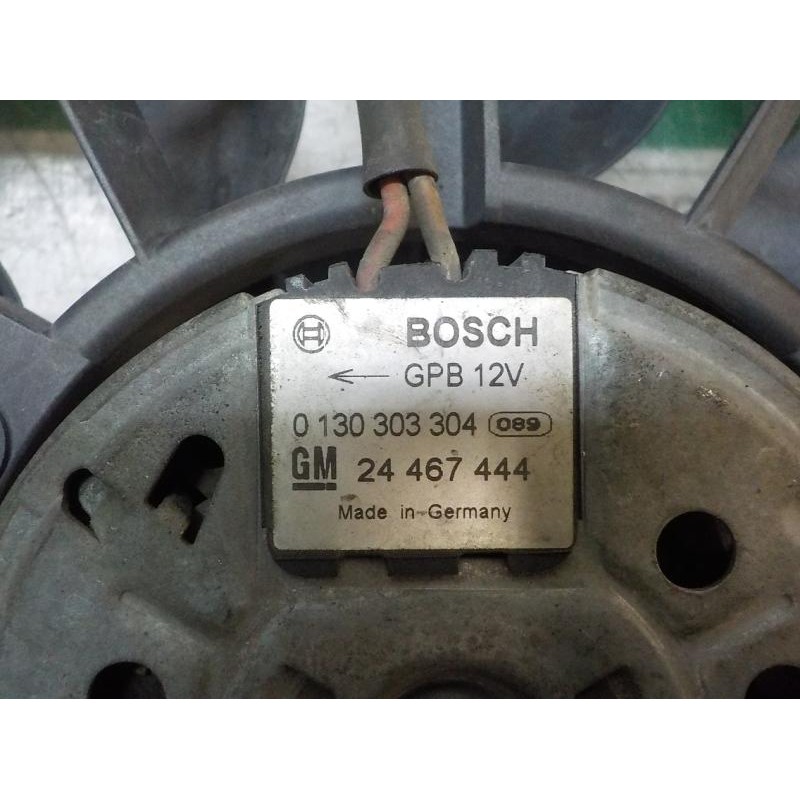 BOSCH
← GPB 12V
0 130 303 304 089
GM 24 467 444
Made in Germany